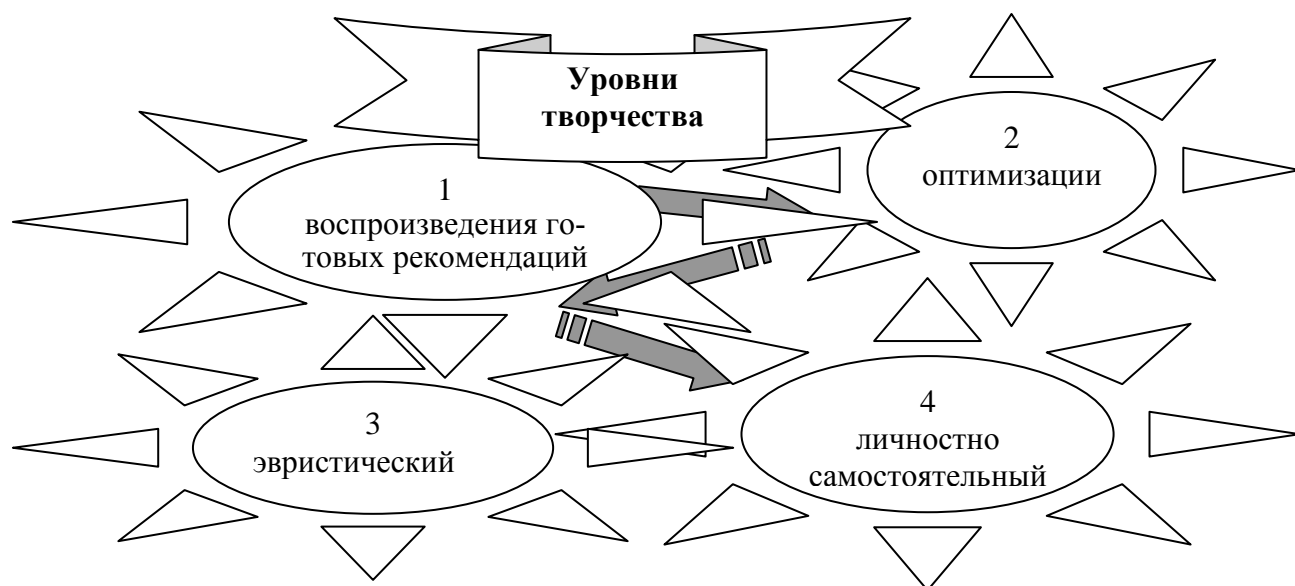 Уровни
творчества
1
воспроизведения го-
товых рекомендаций
2
оптимизации
3
эвристический
4
личностно
самостоятельный